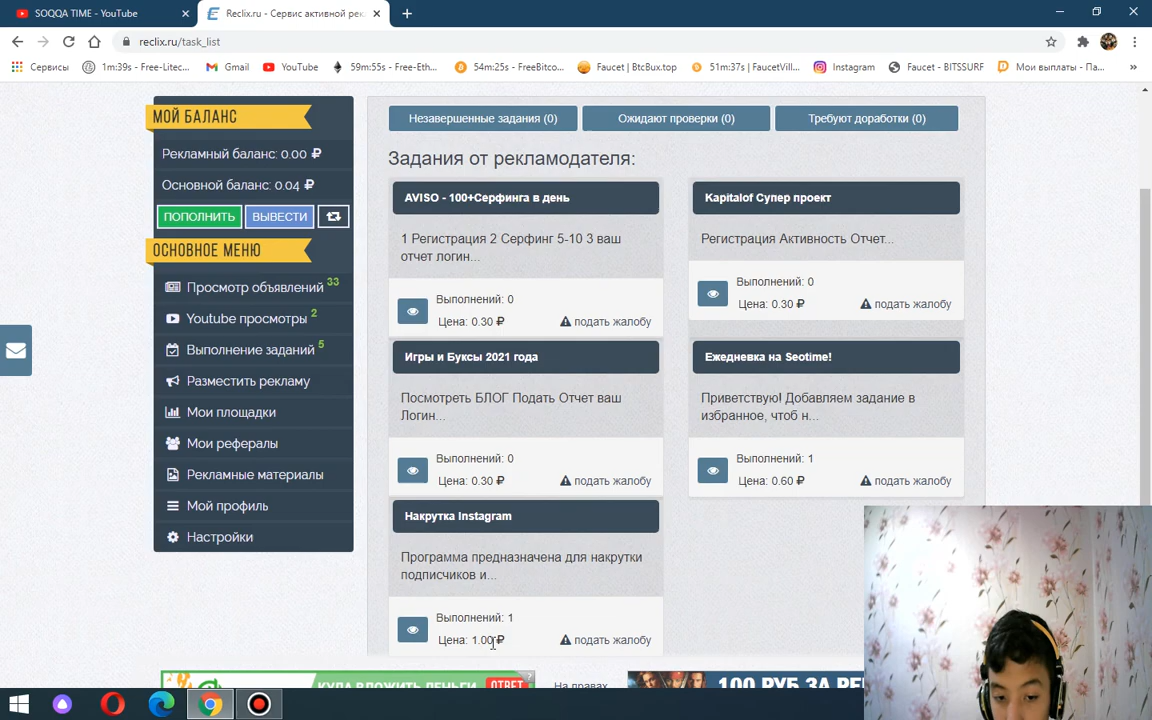 SOQQA TIME - YouTube
Reclix.ru - Сервис активной рек
reclix.ru/task_list
Сервисы
1m:39s - Free-Litec...
Gmail
YouTube
59m:55s - Free-Eth...
54m:25s - FreeBitco...
Faucet | BtcBux.top
51m:37s | FaucetVill...
Instagram
Faucet - BITSSURF
Мои выплаты - Па...
МОЙ БАЛАНС
Рекламный баланс: 0.00 ₽
Основной баланс: 0.04 ₽
ПОПОЛНИТЬ
ВЫВЕСТИ
ОСНОВНОЕ МЕНЮ
Просмотр объявлений 33
Youtube просмотры 2
Выполнение заданий 5
Разместить рекламу
Мои площадки
Мои рефералы
Рекламные материалы
Мой профиль
Настройки
Незавершенные задания (0)
Ожидают проверки (0)
Требуют доработки (0)
Задания от рекламодателя:
AVISO - 100+Серфинга в день
1 Регистрация 2 Серфинг 5-10 3 ваш
отчет логин...
Выполнений: 0
Цена: 0.30 ₽
подать жалобу
Kapitalof Супер проект
Регистрация Активность Отчет...
Выполнений: 0
Цена: 0.30 ₽
подать жалобу
Игры и Буксы 2021 года
Посмотреть БЛОГ Подать Отчет ваш
Логин...
Выполнений: 0
Цена: 0.30 ₽
подать жалобу
Ежедневка на Seotime!
Приветствую! Добавляем задание в
избранное, чтоб н...
Выполнений: 1
Цена: 0.60 ₽
подать жалобу
Накрутка Instagram
Программа предназначена для накрутки
подписчиков и...
Выполнений: 1
Цена: 1.00 ₽
подать жалобу
КУДА ВЛОЖИТЬ ДЕНЬГИ
ОТВЕТ
?
На правах
100 РУБ ЗА